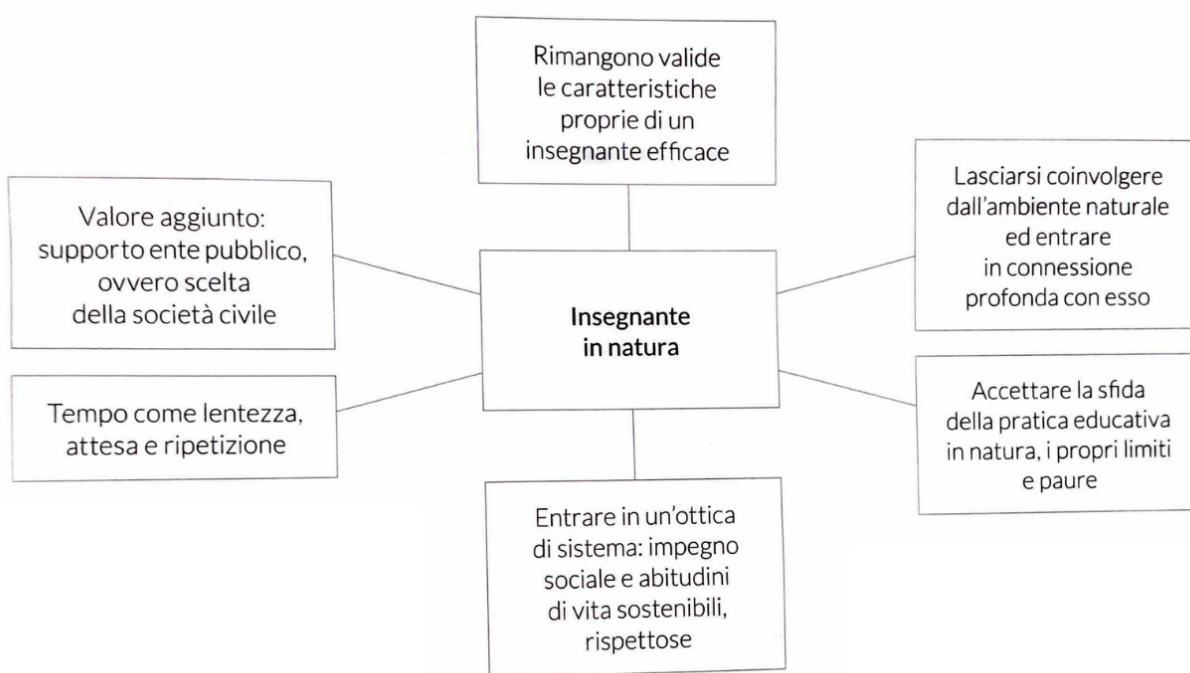 Rimangono valide
le caratteristiche
proprie di un
insegnante efficace
Valore aggiunto:
supporto ente pubblico,
ovvero scelta
della società civile
Lasciarsi coinvolgere
dall'ambiente naturale
ed entrare
in connessione
profonda con esso
Insegnante
in natura
Tempo come lentezza,
attesa e ripetizione
Accettare la sfida
della pratica educativa
in natura, i propri limiti
e paure
Entrare in un'ottica
di sistema: impegno
sociale e abitudini
di vita sostenibili,
rispettose